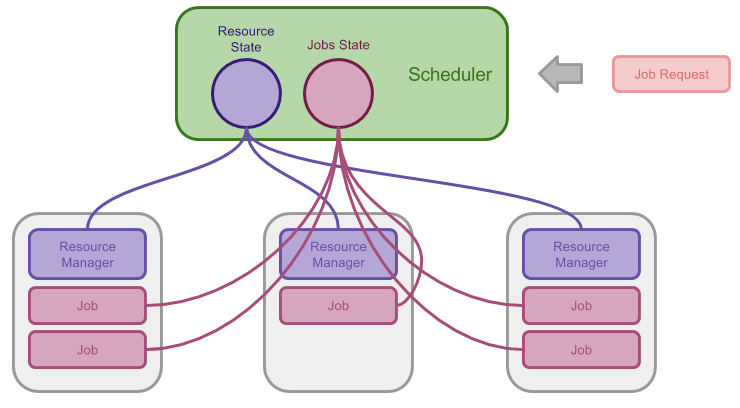 Resource
State
Jobs State
Scheduler
Job Request
Resource
Manager
Job
Job
Resource
Manager
Job
Resource
Manager
Job
Job